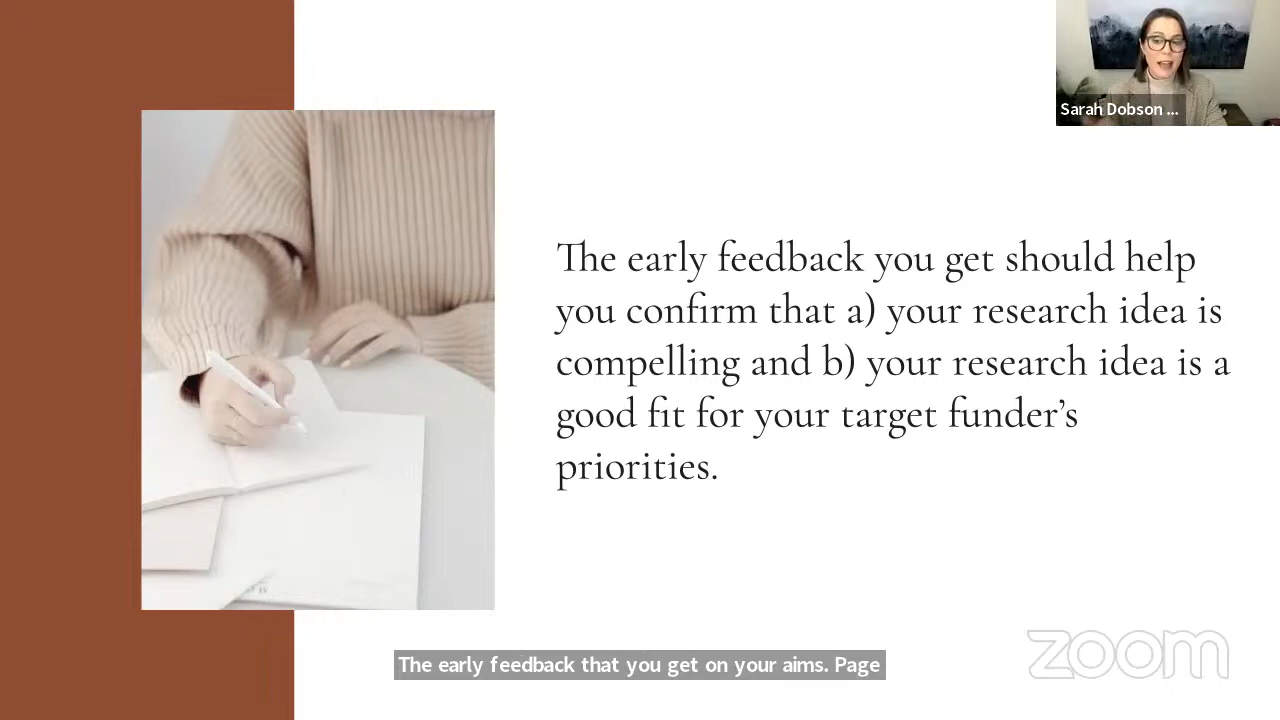 Sarah Dobson ...
The early feedback you get should help
you confirm that a) your research idea is
compelling and b) your research idea is a
good fit for your target funder’s
priorities.
The early feedback that you get on your aims. Page
zoom